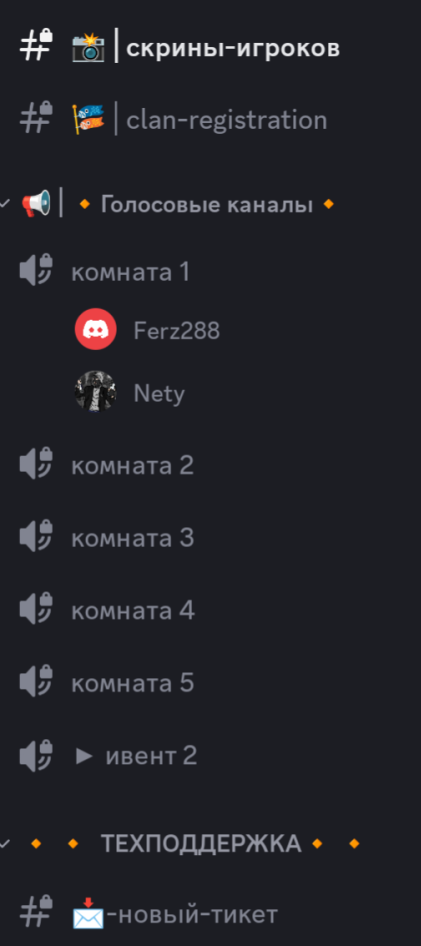 📸│скрины-игроков
🎏│clan-registration
📢│🔸Голосовые каналы🔸
комната 1
Ferz288
Nety
комната 2
комната 3
комната 4
комната 5
► ивент 2
🔸 🔸 ТЕХПОДДЕРЖКА🔸 🔸
📩-новый-тикет